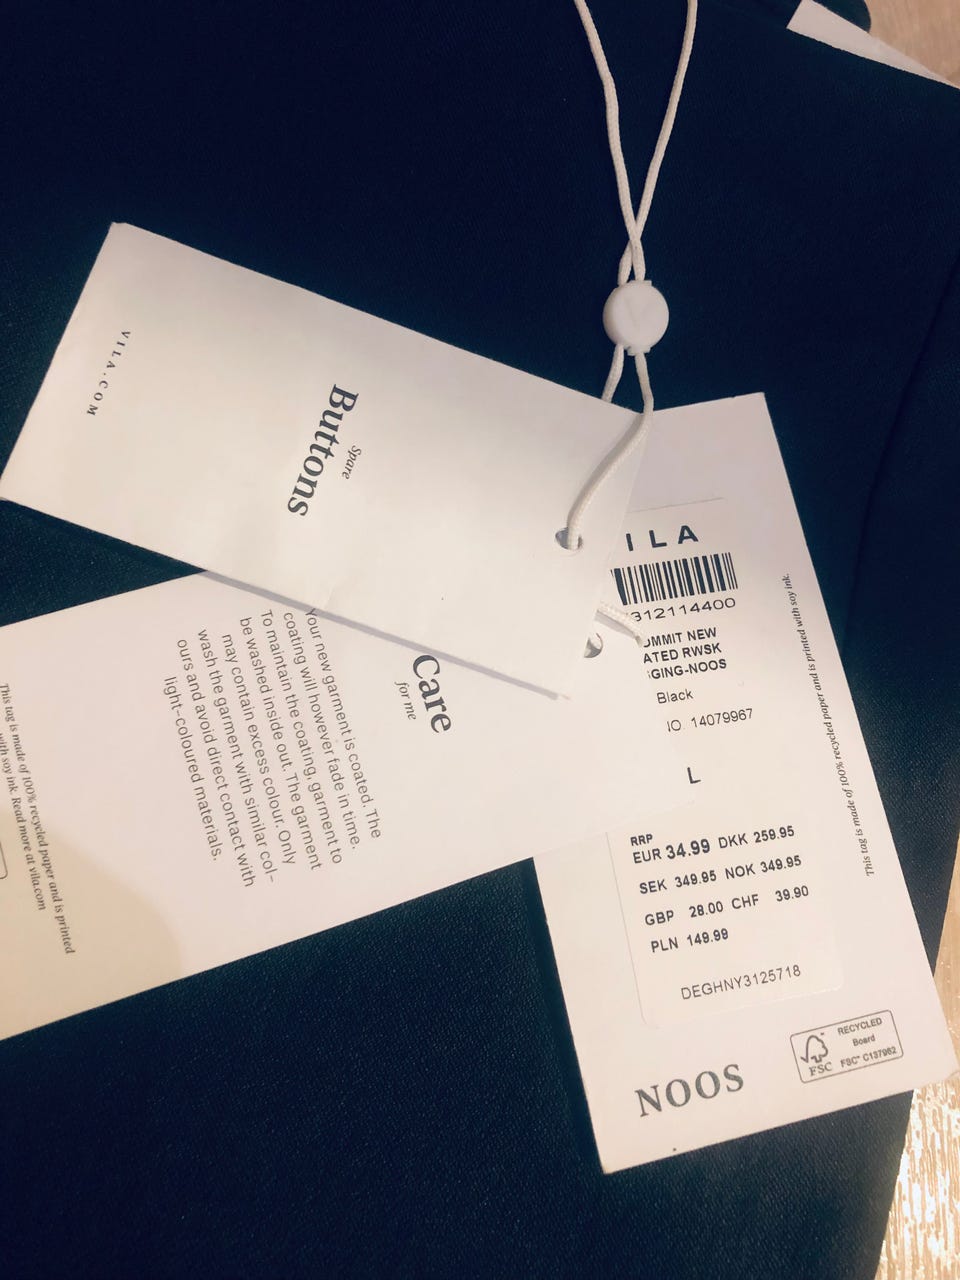 VILA.COM
Spare
Buttons
ILA
312114400
OMMIT NEW
ATED RWSK
GING-NOOS
Black
NO. 14079967
L
RRP
EUR 34.99 DKK 259.95
SEK 349.95 NOK 349.95
GBP 28.00 CHF 39.90
PLN 149.99
DEGHNY3125718
NOOS
FSC
RECYCLED
Board
FSC® C137962
This tag is made of 100% recycled paper and is printed with soy ink.
Care
for me
Your new garment is coated. The
coating will however fade in time.
To maintain the coating, garment to
be washed inside out. The garment
may contain excess colour. Only
wash the garment with similar col-
ours and avoid direct contact with
light-coloured materials.
This tag is made of 100% recycled paper and is printed
with soy ink. Read more at vila.com